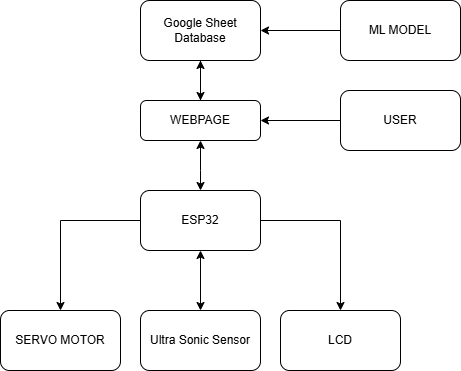 Google Sheet
Database
ML MODEL
WEBPAGE
USER
ESP32
SERVO MOTOR
Ultra Sonic Sensor
LCD